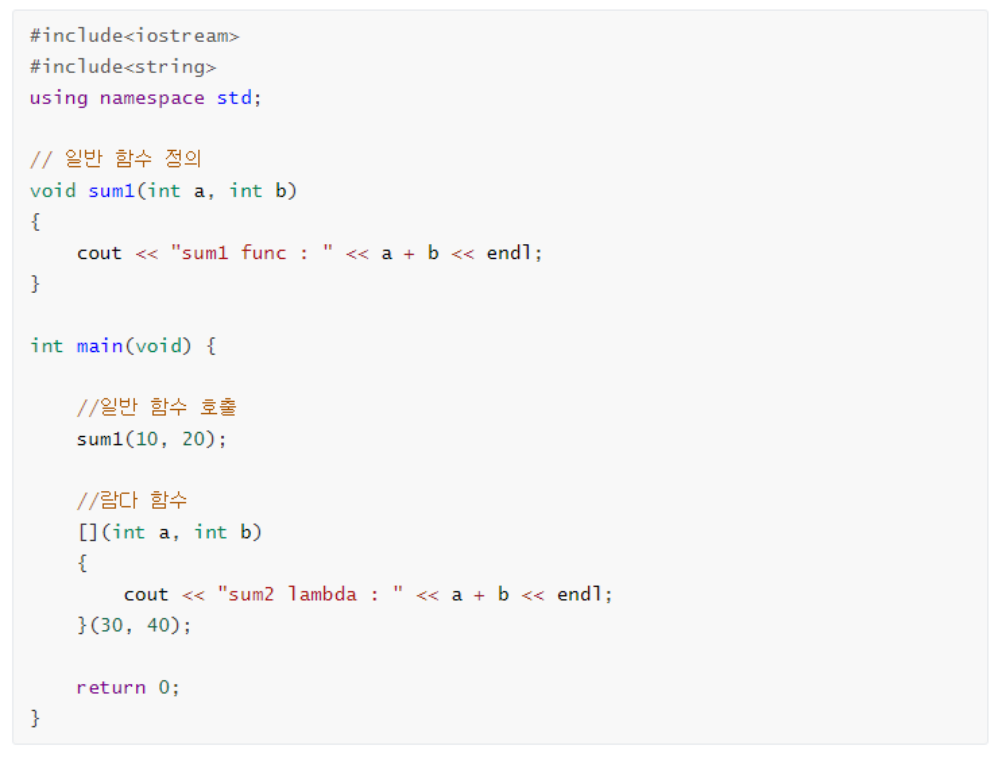 #include<iostream>
#include<string>
using namespace std;
// 일반 함수 정의
void sum1(int a, int b)
{
cout << "sum1 func : " << a + b << endl;
}
int main(void) {
//일반 함수 호출
sum1(10, 20);
//람다 함수
[](int a, int b)
{
cout << "sum2 lambda : " << a + b << endl;
}(30, 40);
return 0;
}